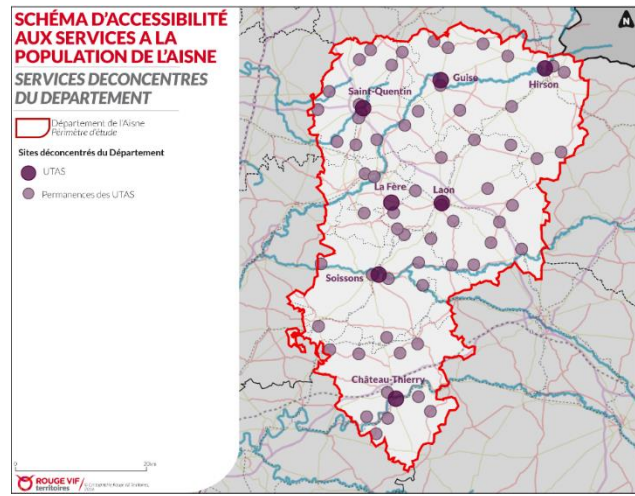 SCHÉMA D'ACCESSIBILITÉ
AUX SERVICES A LA
POPULATION DE L'AISNE
SERVICES DECONCENTRES
DU DEPARTEMENT
Département de l'Aisne
Périmètre d'étude
Sites déconcentrés du Département
UTAS
Permanences des UTAS
N
Guise
Hirson
Saint-Quentin
La Fère
Laon
Soissons
Château-Thierry
0
20km
ROUGE VIF
territoires